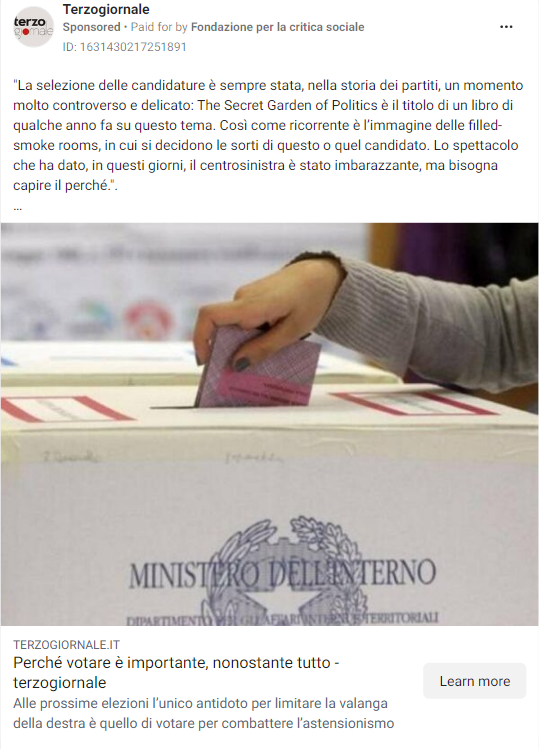 Terzogiornale
terzo
giornale
Sponsored • Paid for by Fondazione per la critica sociale
ID: 1631430217251891
"La selezione delle candidature è sempre stata, nella storia dei partiti, un momento
molto controverso e delicato: The Secret Garden of Politics è il titolo di un libro di
qualche anno fa su questo tema. Così come ricorrente è l'immagine delle filled-
smoke rooms, in cui si decidono le sorti di questo o quel candidato. Lo spettacolo
che ha dato, in questi giorni, il centrosinistra è stato imbarazzante, ma bisogna
capire il perché.".
...
MINISTERO DELL'INTERNO
DIPARTIMENTO PER GLI AFFARI INTERNI E TERRITORIALI
TERZOGIORNALE.IT
Perché votare è importante, nonostante tutto -
terzogiornale
Learn more
Alle prossime elezioni l'unico antidoto per limitare la valanga
della destra è quello di votare per combattere l'astensionismo